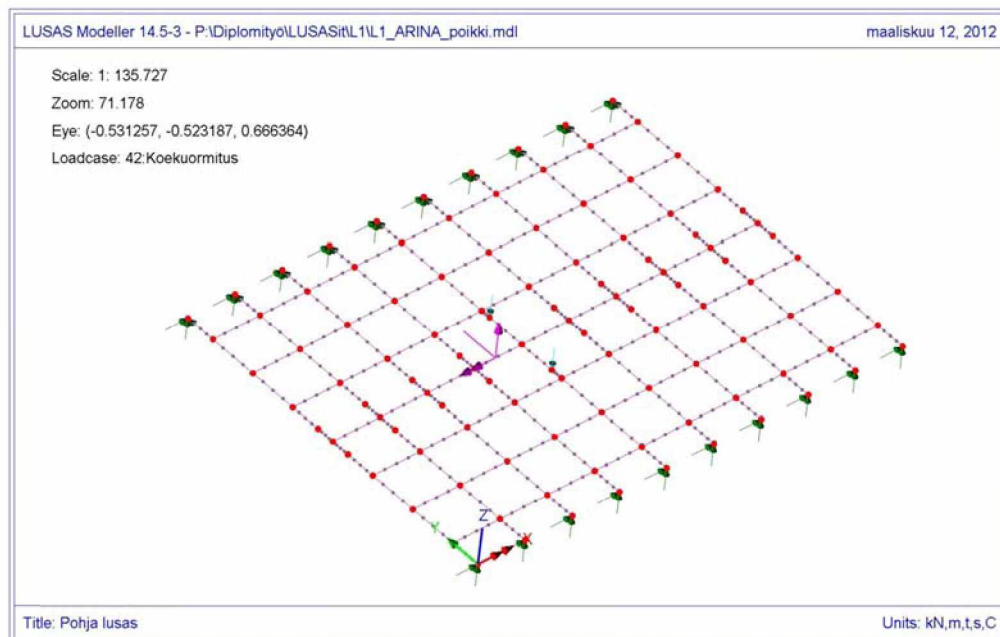 LUSAS Modeller 14.5-3 - P:\Diplomityö\LUSASit\L1\L1_ARINA_poikki.mdl
maaliskuu 12, 2012
Scale: 1: 135.727
Zoom: 71.178
Eye: (-0.531257, -0.523187, 0.666364)
Loadcase: 42:Koekuormitus
Z
Y
X
Title: Pohja lusas
Units: kN,m,t,s,C